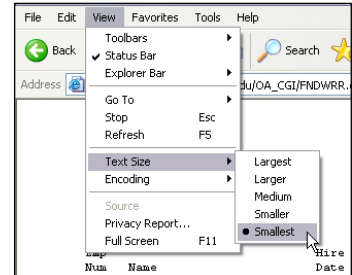 File Edit View Favorites Tools Help
Back
Search
Toolbars
Status Bar
Explorer Bar
Address
du/OA_CGI/FNDWRR.
Go To
Stop Esc
Refresh F5
Text Size
Encoding
Source
Privacy Report...
Full Screen F11
Largest
Larger
Medium
Smaller
Smallest
Emp Hire
Num Name Date